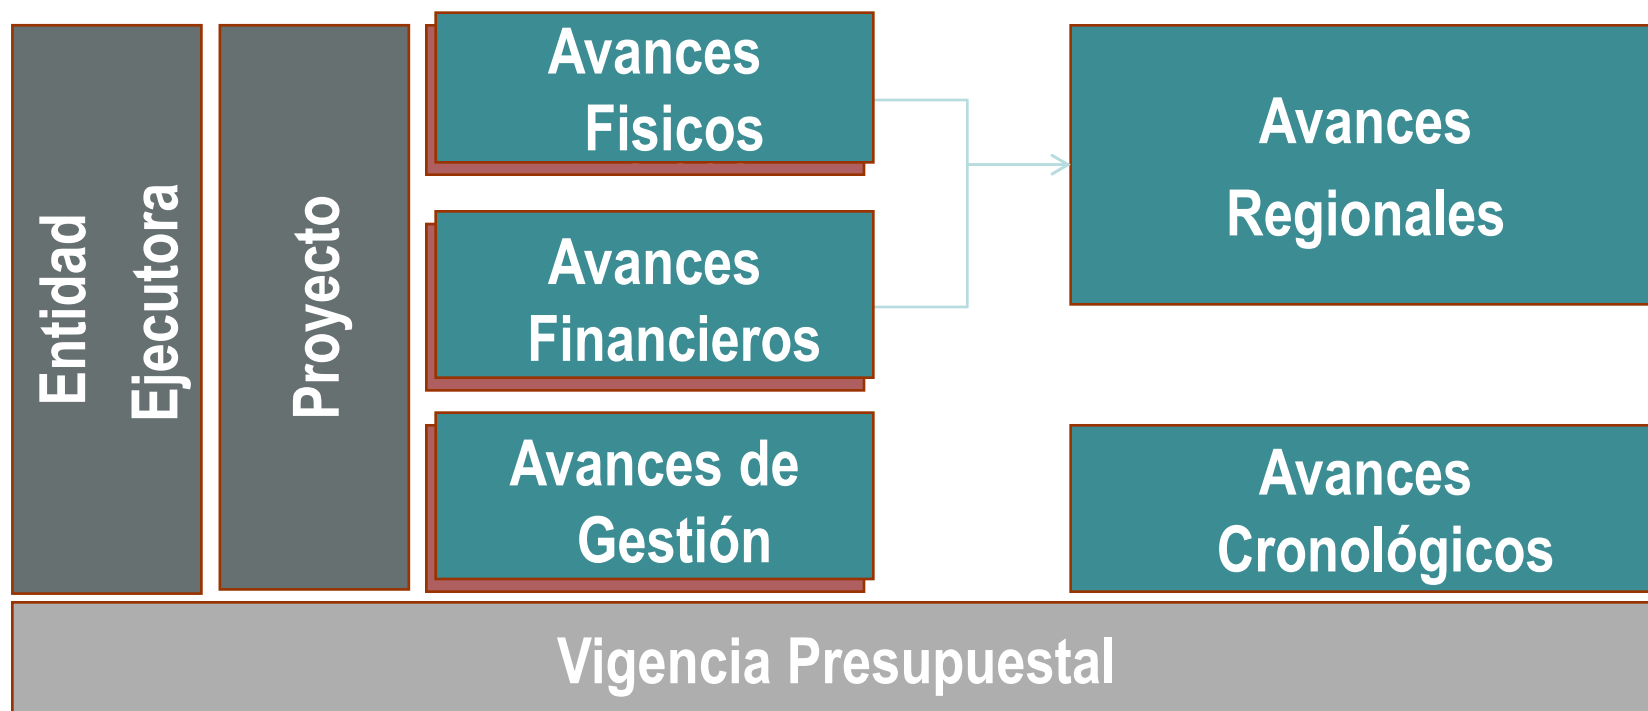 Entidad
Ejecutora
Proyecto
Avances
Fisicos
Avances
Financieros
Avances de
Gestión
Avances
Regionales
Avances
Cronológicos
Vigencia Presupuestal